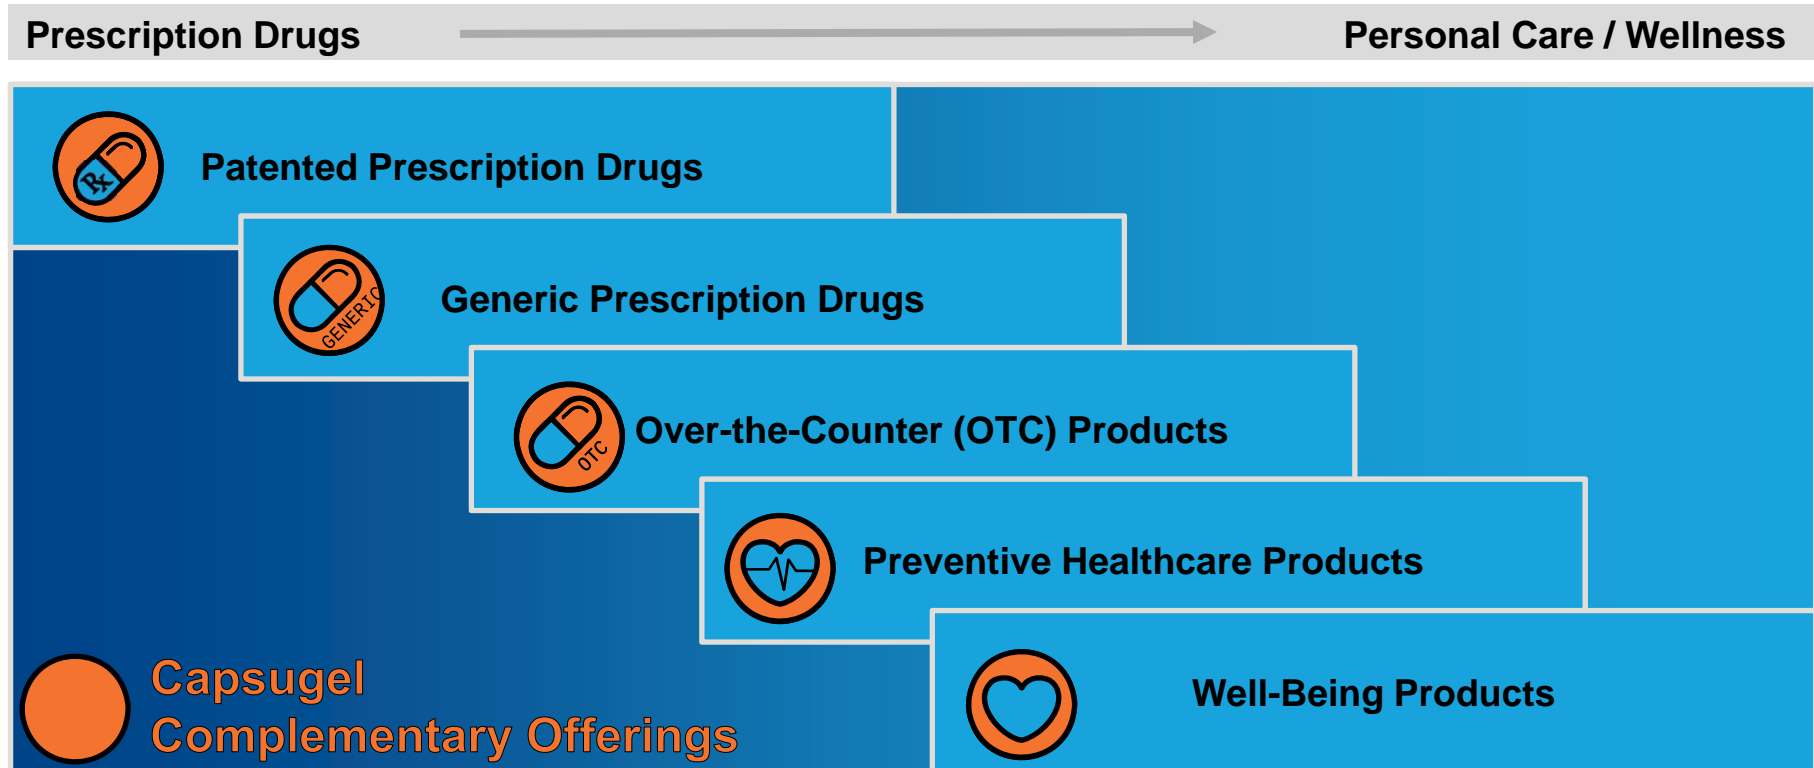 Prescription Drugs
Personal Care / Wellness
Rx
Patented Prescription Drugs
GENERIC
Generic Prescription Drugs
OTC
Over-the-Counter (OTC) Products
Preventive Healthcare Products
Well-Being Products
Capsugel
Complementary Offerings